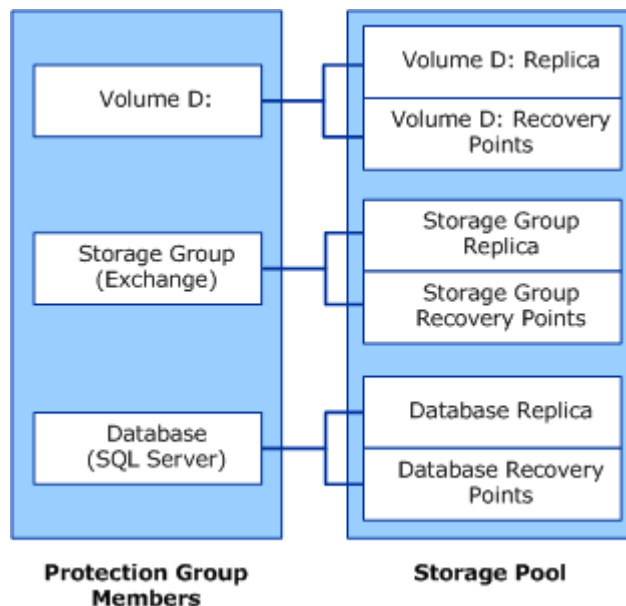 Volume D:
Volume D: Replica
Volume D: Recovery
Points
Storage Group
(Exchange)
Storage Group
Replica
Storage Group
Recovery Points
Database
(SQL Server)
Database Replica
Database Recovery
Points
Protection Group
Members
Storage Pool